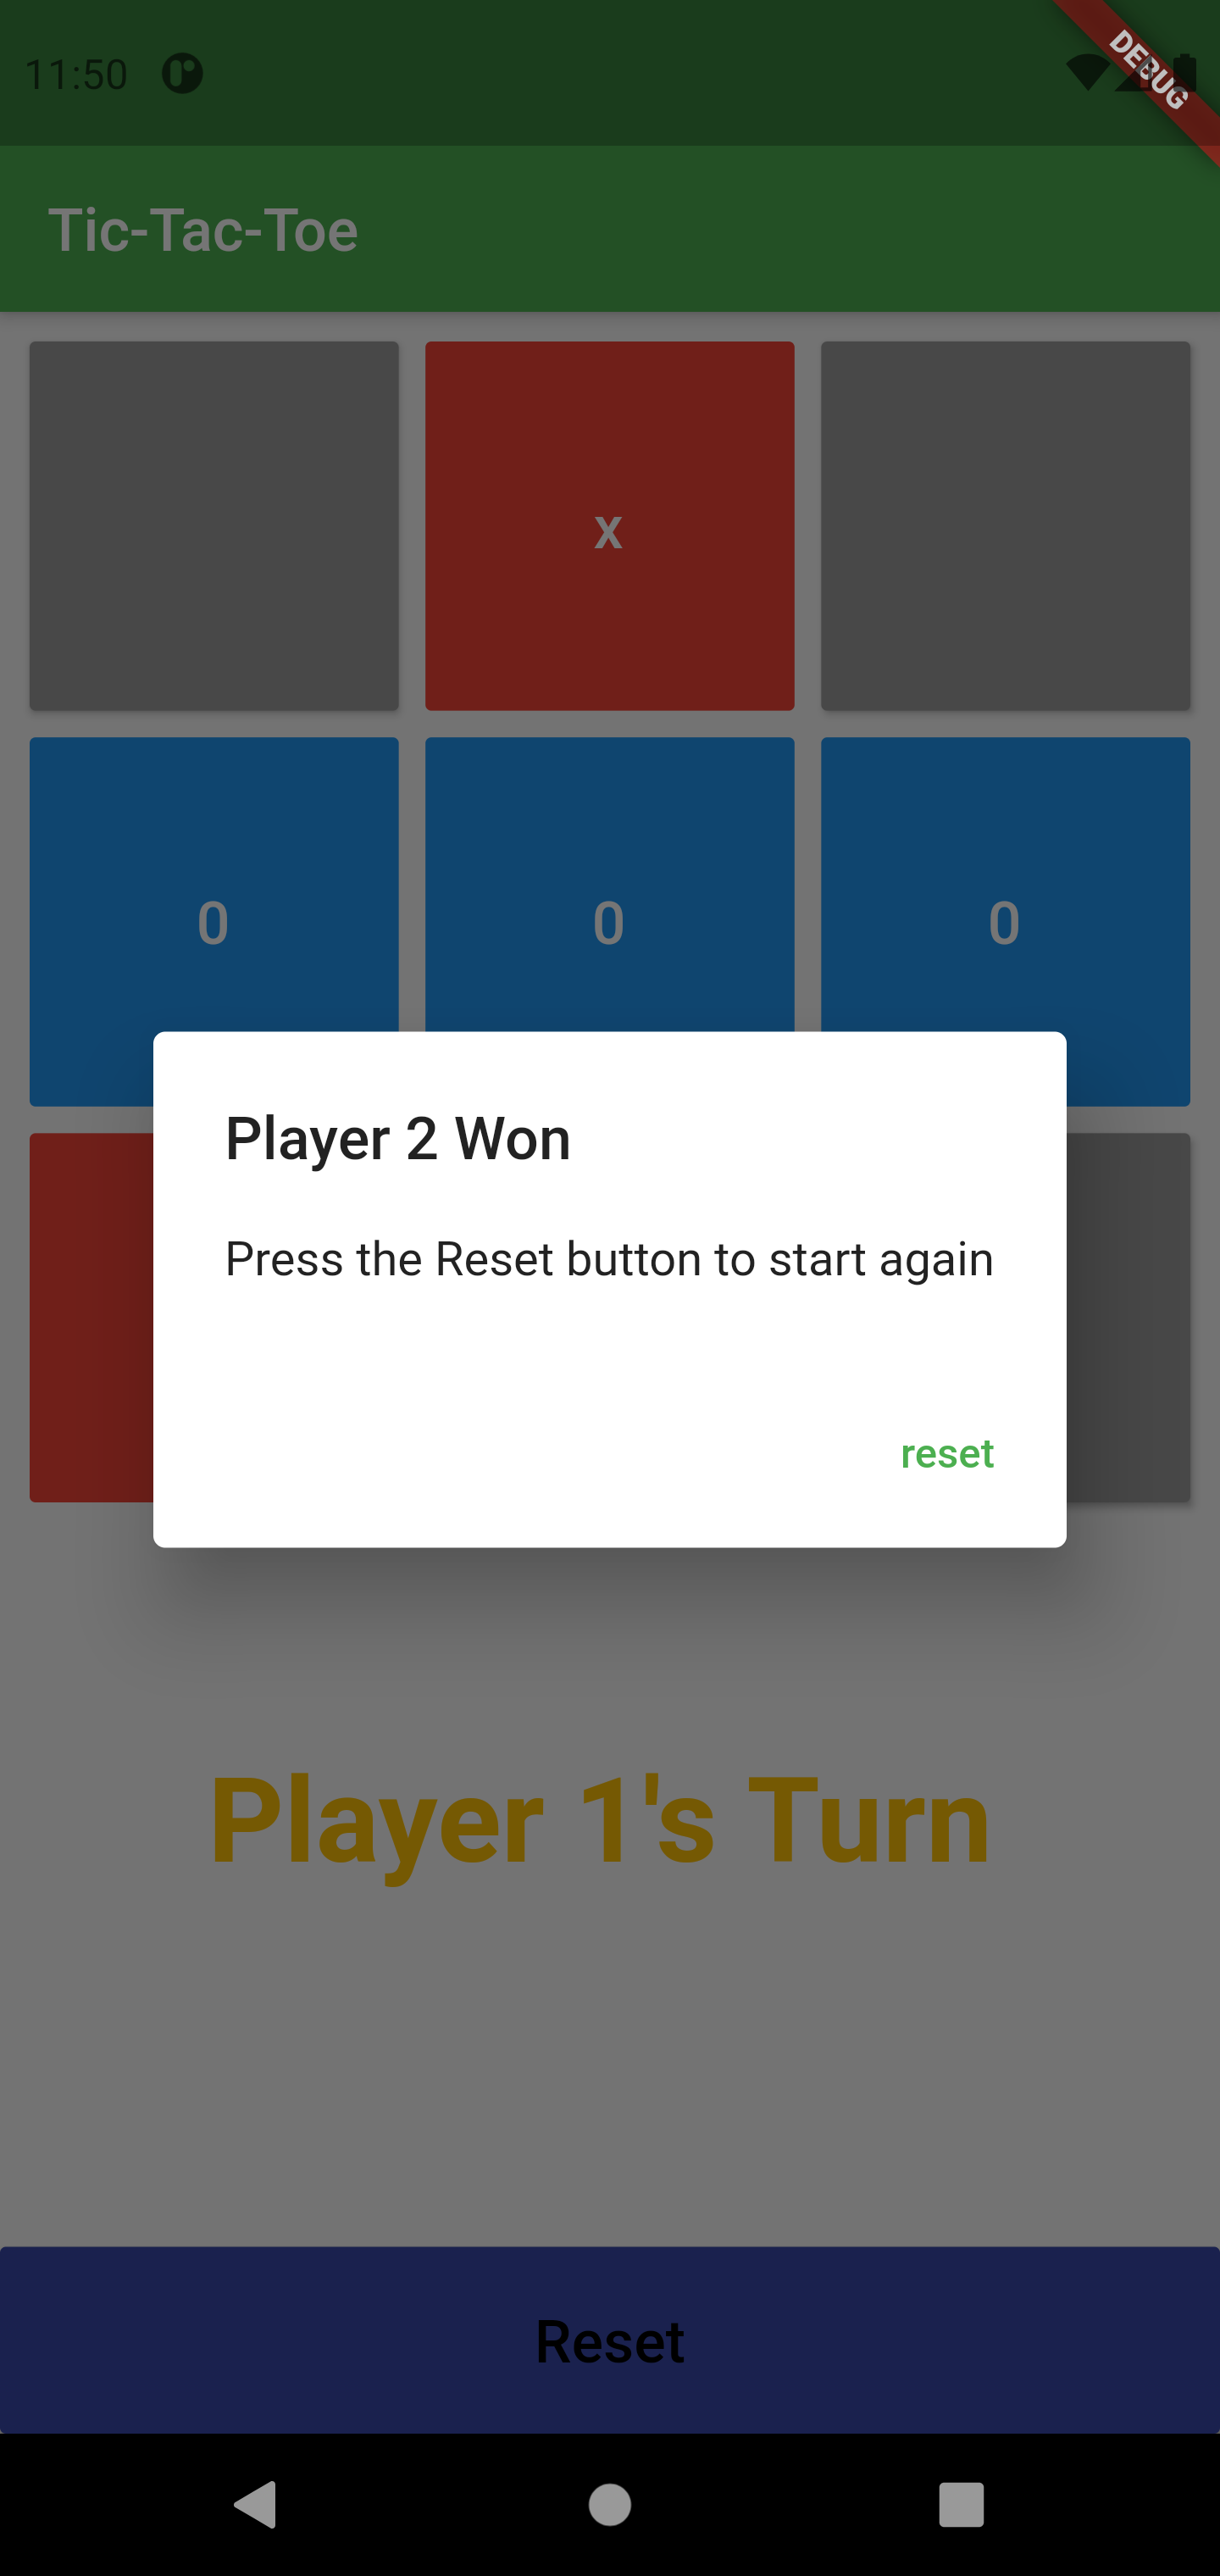 11:50
DEBUG
Tic-Tac-Toe
x
0 0 0
Player 2 Won
Press the Reset button to start again
reset
Player 1's Turn
Reset